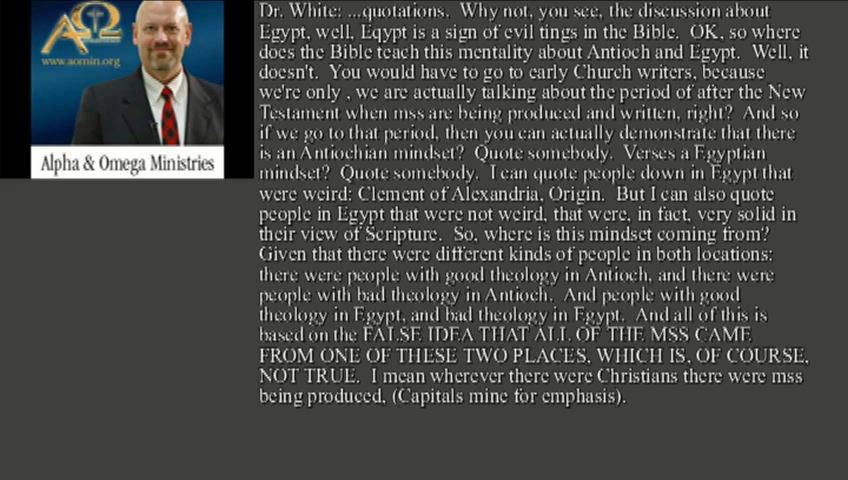 ΑΩ
www.aomin.org
Alpha & Omega Ministries
Dr. White: ...quotations. Why not, you see, the discussion about
Egypt, well, Eqypt is a sign of evil tings in the Bible. OK, so where
does the Bible teach this mentality about Antioch and Egypt. Well, it
doesn't. You would have to go to early Church writers, because
we're only , we are actually talking about the period of after the New
Testament when mss are being produced and written, right? And so
if we go to that period, then you can actually demonstrate that there
is an Antiochian mindset? Quote somebody. Verses a Egyptian
mindset? Quote somebody. I can quote people down in Egypt that
were weird: Clement of Alexandria, Origin. But I can also quote
people in Egypt that were not weird, that were, in fact, very solid in
their view of Scripture. So, where is this mindset coming from?
Given that there were different kinds of people in both locations:
there were people with good theology in Antioch, and there were
people with bad theology in Antioch. And people with good
theology in Egypt, and bad theology in Egypt. And all of this is
based on the FALSE IDEA THAT ALL OF THE MSS CAME
FROM ONE OF THESE TWO PLACES, WHICH IS, OF COURSE,
NOT TRUE. I mean wherever there were Christians there were mss
being produced, (Capitals mine for emphasis).